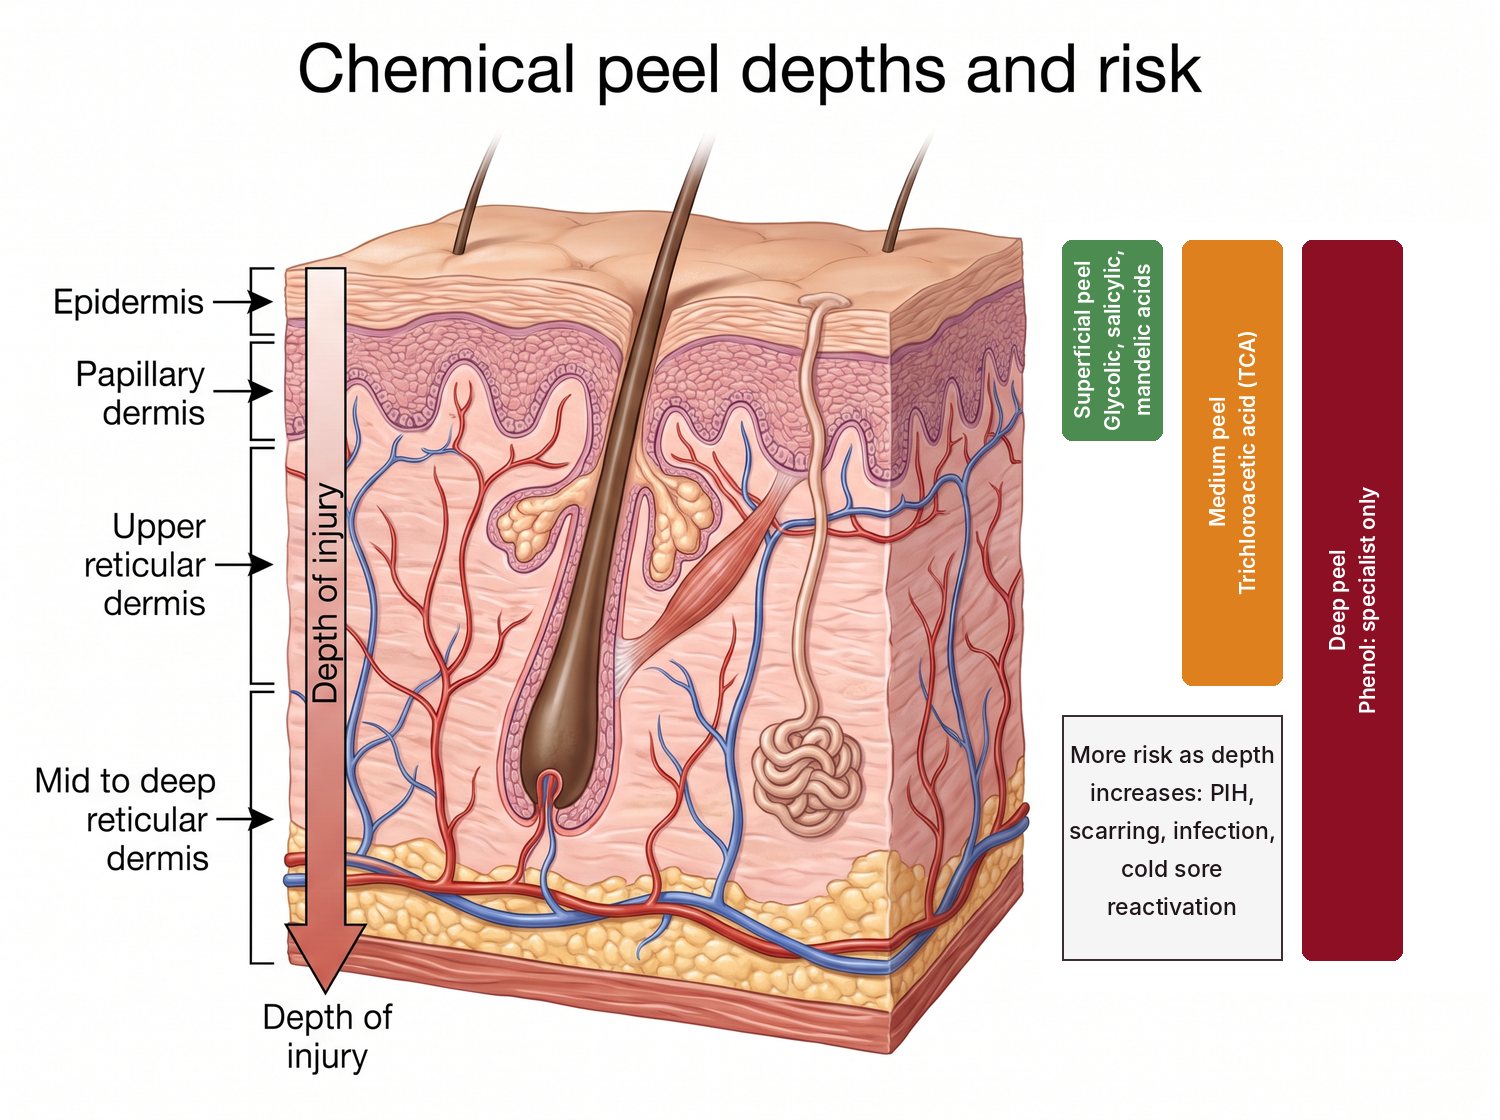 Chemical peel depths and risk
Epidermis
Papillary
dermis
Upper
reticular
dermis
Mid to deep
reticular
dermis
Depth of injury
Depth of
injury
Superficial peel
Glycolic, salicylic,
mandelic acids
Medium peel
Trichloroacetic acid (TCA)
Deep peel
Phenol: specialist only
More risk as depth
increases: PIH,
scarring, infection,
cold sore
reactivation